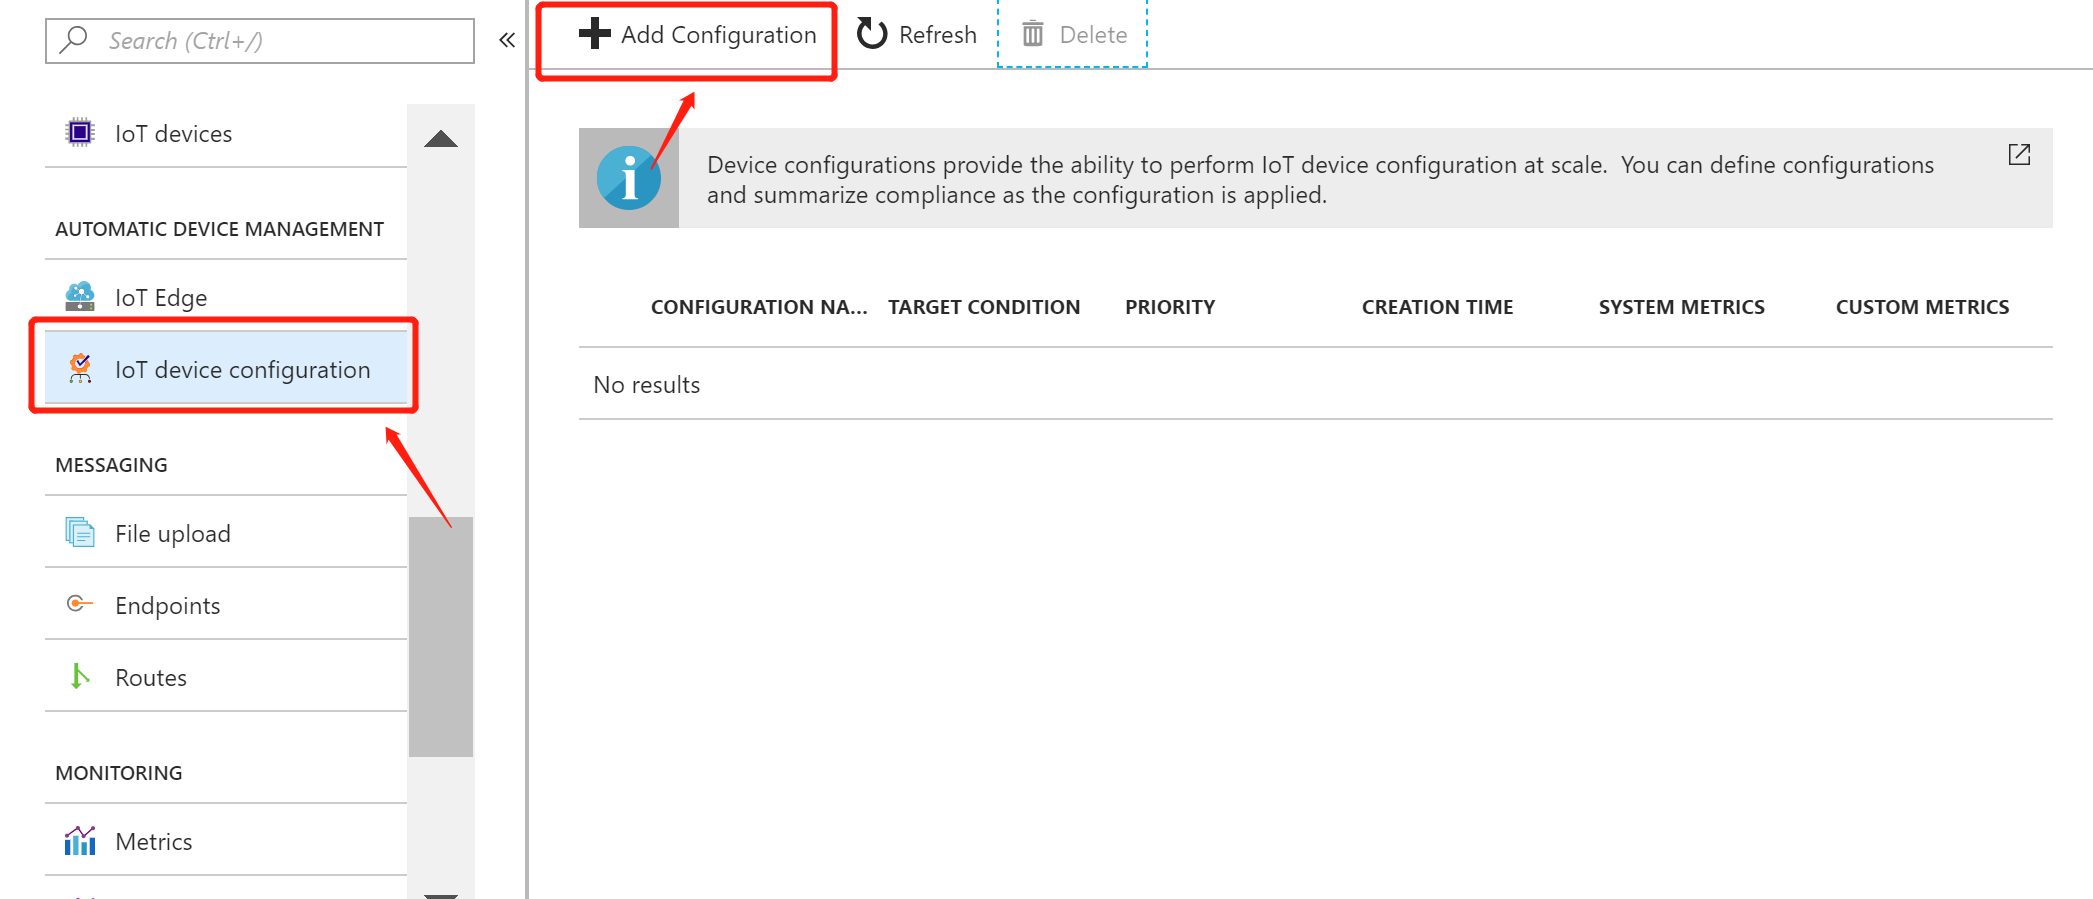 Search (Ctrl+/)
«
IoT devices
AUTOMATIC DEVICE MANAGEMENT
IoT Edge
IoT device configuration
MESSAGING
File upload
Endpoints
Routes
MONITORING
Metrics
Add Configuration
Refresh
Delete
Device configurations provide the ability to perform IoT device configuration at scale.  You can define configurations
and summarize compliance as the configuration is applied.
CONFIGURATION NA... TARGET CONDITION PRIORITY CREATION TIME SYSTEM METRICS CUSTOM METRICS
No results